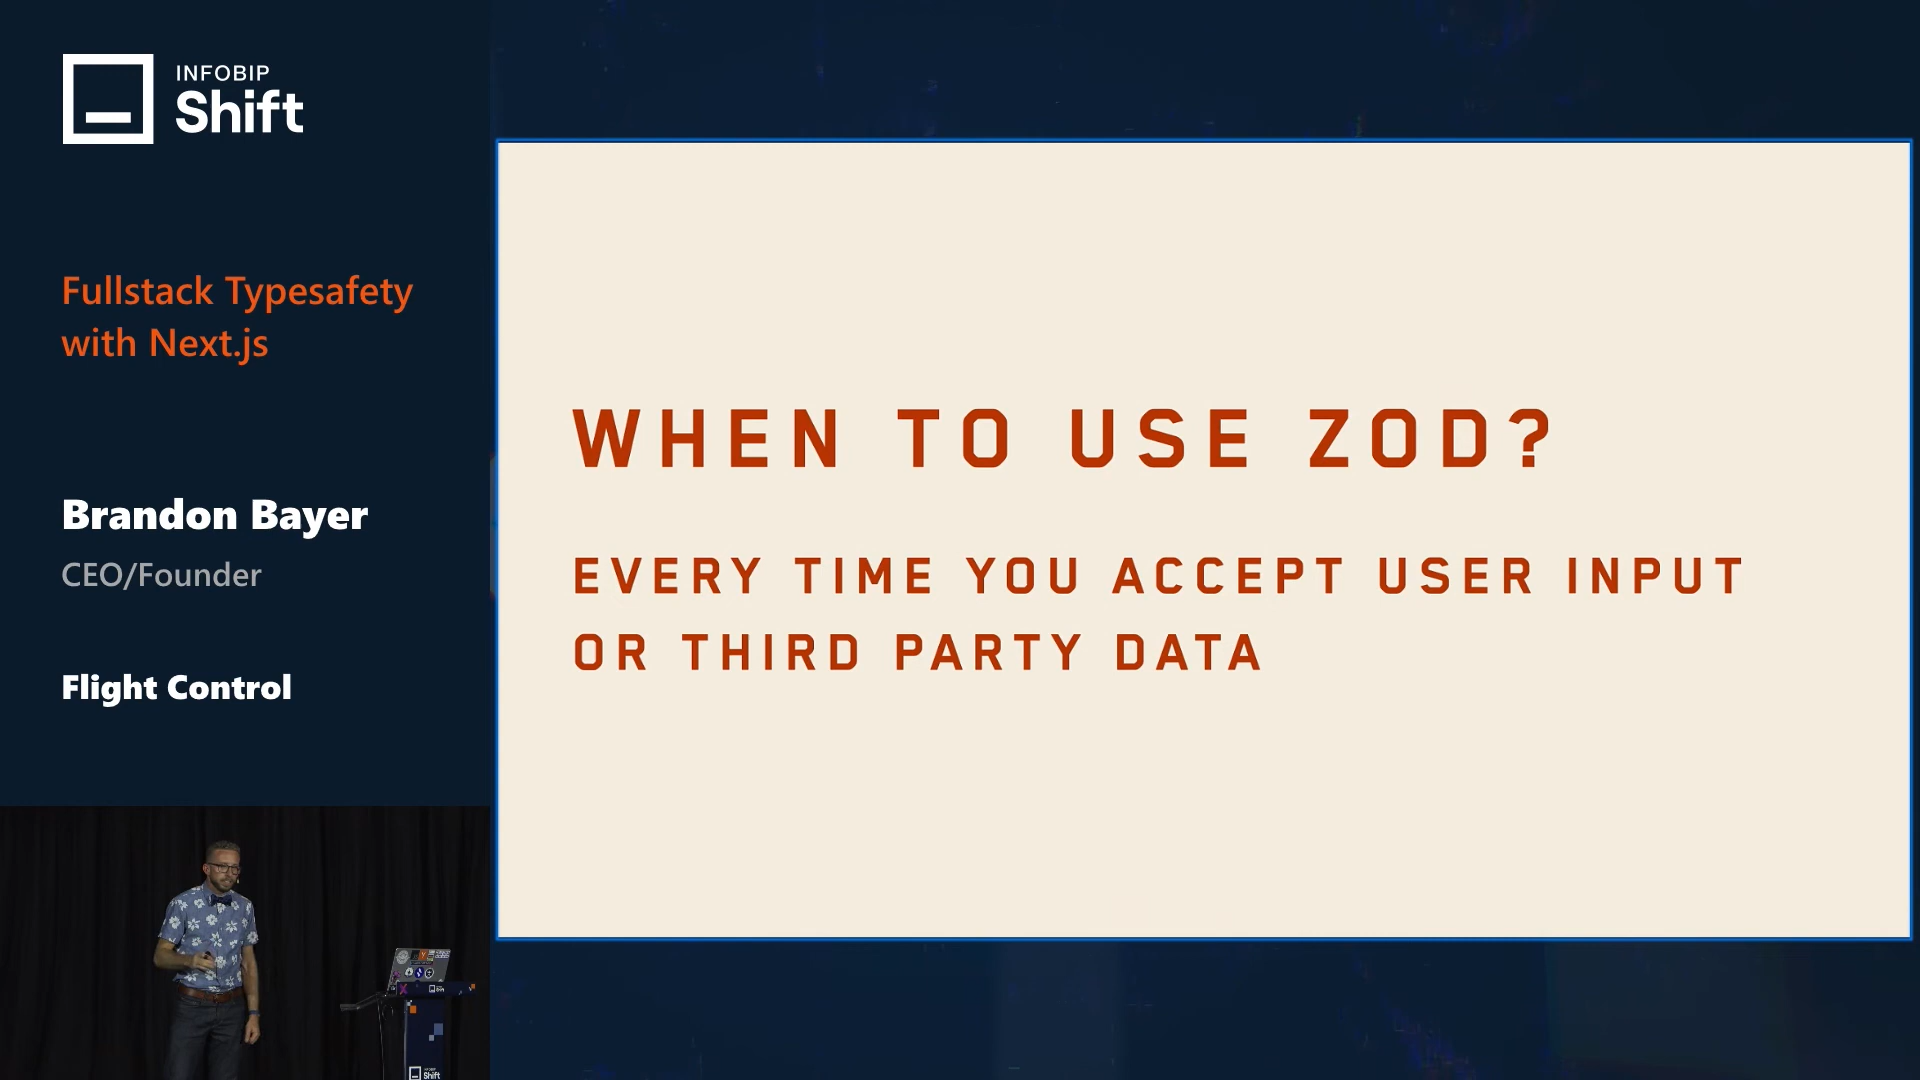 INFOBIP
Shift
Fullstack Typesafety
with Next.js
Brandon Bayer
CEO/Founder
Flight Control
WHEN TO USE ZOD?
EVERY TIME YOU ACCEPT USER INPUT
OR THIRD PARTY DATA
Shift